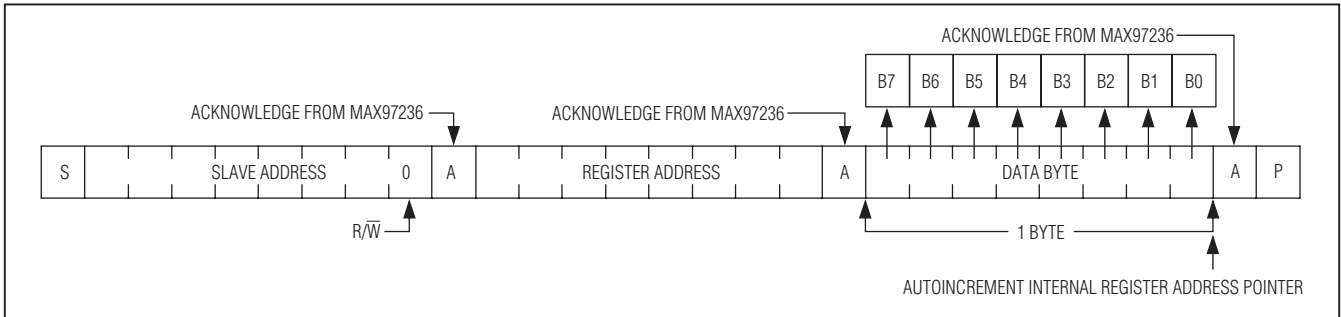 ACKNOWLEDGE FROM MAX97236
B7 B6 B5 B4 B3 B2 B1 B0
ACKNOWLEDGE FROM MAX97236 ACKNOWLEDGE FROM MAX97236
S SLAVE ADDRESS 0 A REGISTER ADDRESS A DATA BYTE A P
R/W̅ 1 BYTE
AUTOINCREMENT INTERNAL REGISTER ADDRESS POINTER